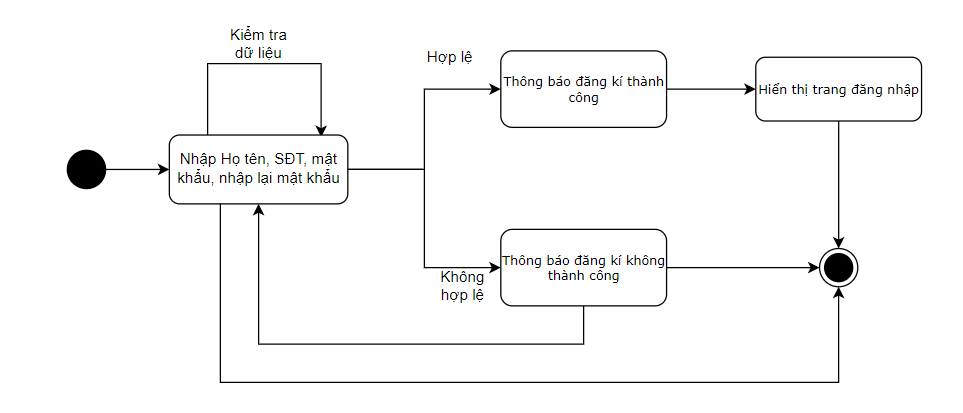 Kiểm tra
dữ liệu
Hợp lệ
Thông báo đăng kí thành
công
Hiển thị trang đăng nhập
Nhập Họ tên, SĐT, mật
khẩu, nhập lại mật khẩu
Thông báo đăng kí không
thành công
Không
hợp lệ